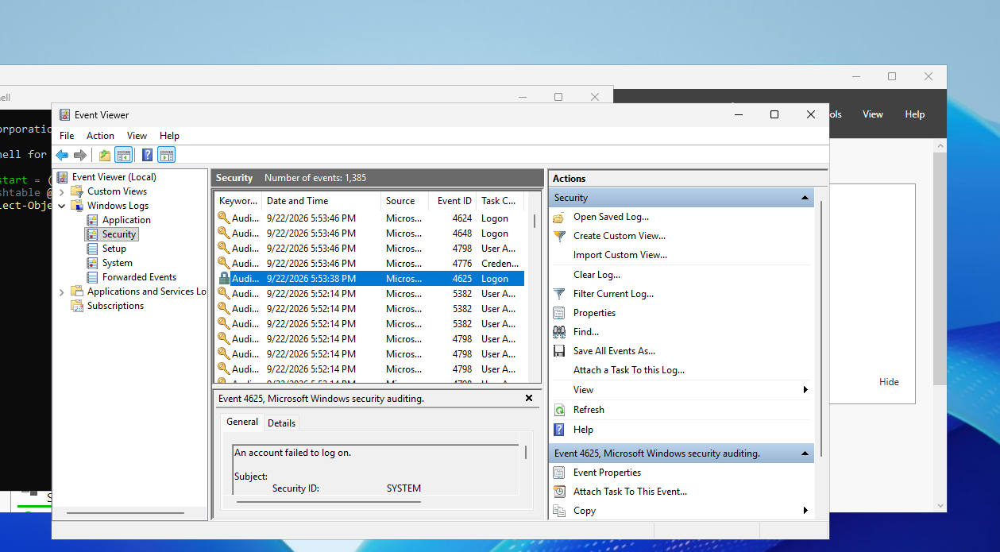 ell
ols View Help
orporatio
nell for
start = (
shtable @
lect-Obje
Hide
Event Viewer
File Action View Help
Event Viewer (Local)
Custom Views
Windows Logs
Application
Security
Setup
System
Forwarded Events
Applications and Services Lo
Subscriptions
Security Number of events: 1,385
Keywor... Date and Time Source Event ID Task C...
Audi... 9/22/2026 5:53:46 PM Micros... 4624 Logon
Audi... 9/22/2026 5:53:46 PM Micros... 4648 Logon
Audi... 9/22/2026 5:53:46 PM Micros... 4798 User A...
Audi... 9/22/2026 5:53:46 PM Micros... 4776 Creden...
Audi... 9/22/2026 5:53:38 PM Micros... 4625 Logon
Audi... 9/22/2026 5:52:14 PM Micros... 5382 User A...
Audi... 9/22/2026 5:52:14 PM Micros... 5382 User A...
Audi... 9/22/2026 5:52:14 PM Micros... 5382 User A...
Audi... 9/22/2026 5:52:14 PM Micros... 4798 User A...
Audi... 9/22/2026 5:52:14 PM Micros... 4798 User A...
Audi... 9/22/2026 5:52:14 PM Micros... 4798 User A...
Event 4625, Microsoft Windows security auditing.
General Details
An account failed to log on.
Subject:
Security ID: SYSTEM
Actions
Security
Open Saved Log...
Create Custom View...
Import Custom View...
Clear Log...
Filter Current Log...
Properties
Find...
Save All Events As...
Attach a Task To this Log...
View
Refresh
Help
Event 4625, Microsoft Windows security auditing.
Event Properties
Attach Task To This Event...
Copy